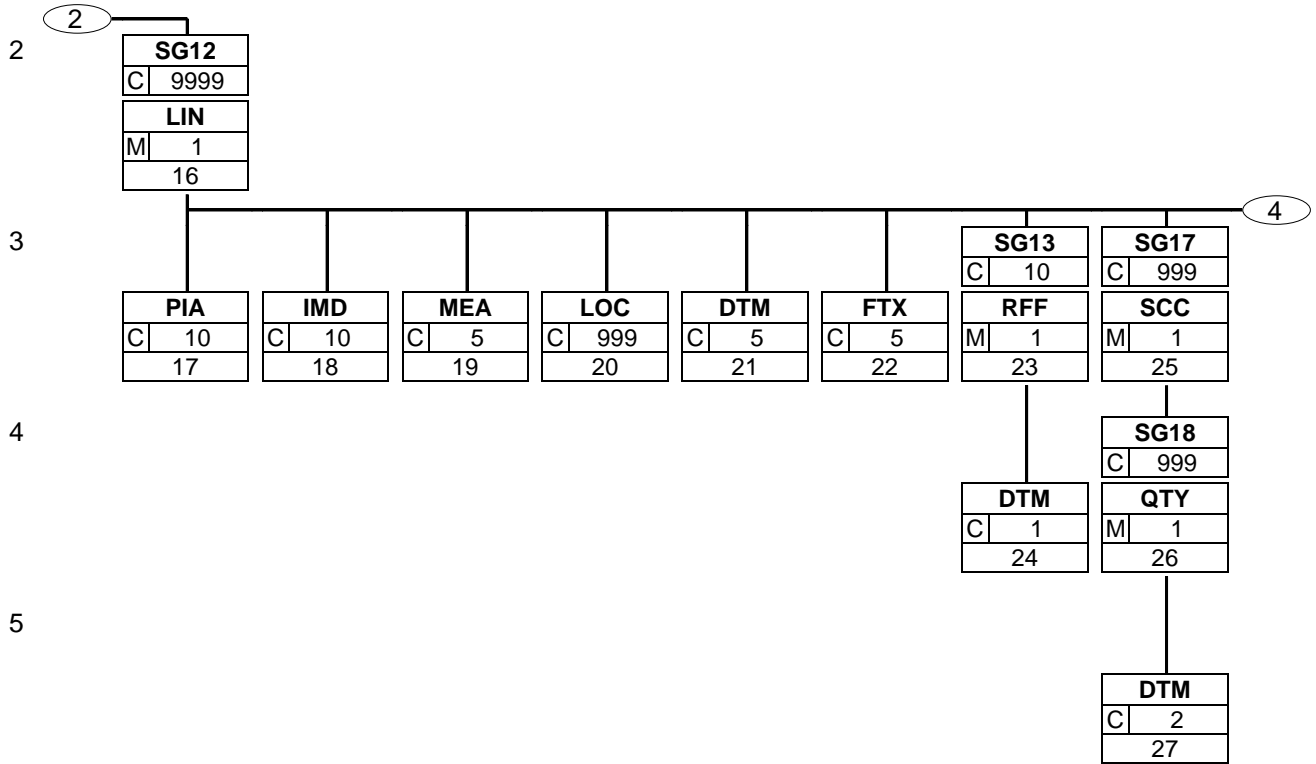 2
2
SG12
C 9999
LIN
M 1
16
4
3
SG13 SG17
C 10 C 999
PIA IMD MEA LOC DTM FTX RFF SCC
C 10 C 10 C 5 C 999 C 5 C 5 M 1 M 1
17 18 19 20 21 22 23 25
4
SG18
C 999
DTM QTY
C 1 M 1
24 26
5
DTM
C 2
27